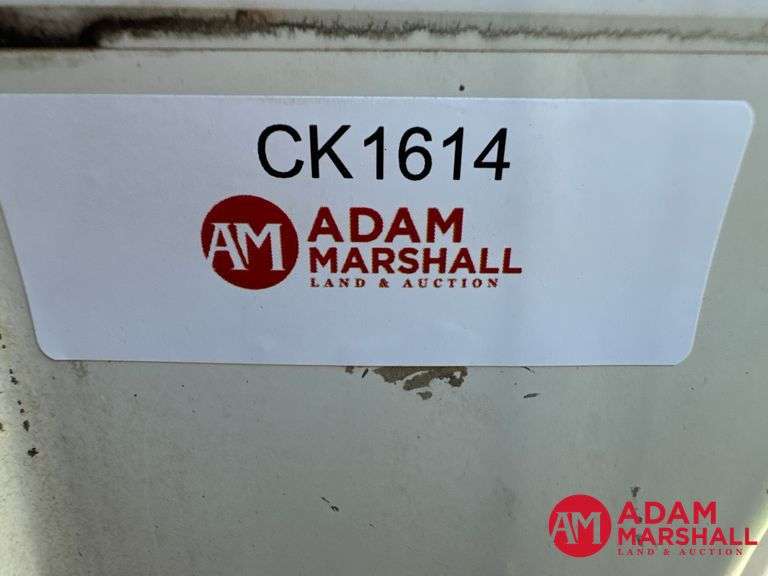 CK1614
AM ADAM
MARSHALL
LAND & AUCTION
AM ADAM
MARSHALL
LAND & AUCTION